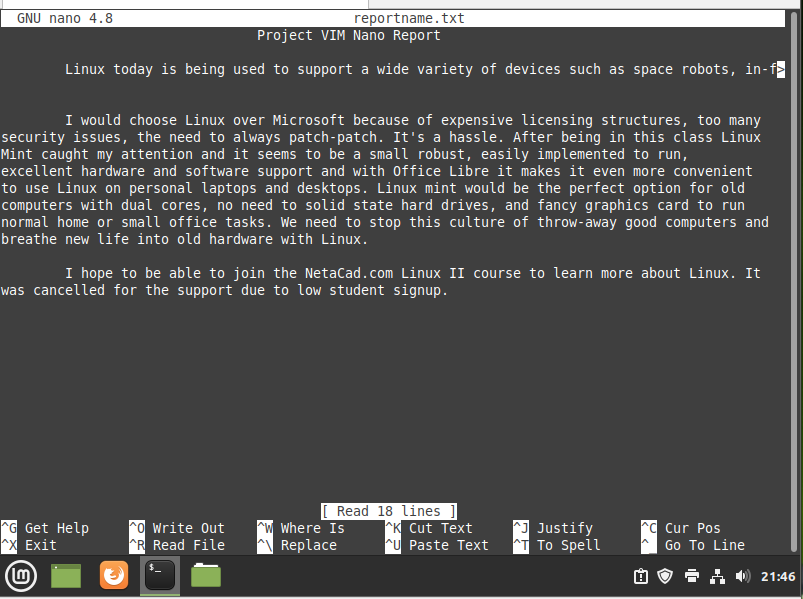 GNU nano 4.8 reportname.txt
Project VIM Nano Report
Linux today is being used to support a wide variety of devices such as space robots, in-f>
I would choose Linux over Microsoft because of expensive licensing structures, too many
security issues, the need to always patch-patch. It's a hassle. After being in this class Linux
Mint caught my attention and it seems to be a small robust, easily implemented to run,
excellent hardware and software support and with Office Libre it makes it even more convenient
to use Linux on personal laptops and desktops. Linux mint would be the perfect option for old
computers with dual cores, no need to solid state hard drives, and fancy graphics card to run
normal home or small office tasks. We need to stop this culture of throw-away good computers and
breathe new life into old hardware with Linux.
I hope to be able to join the NetaCad.com Linux II course to learn more about Linux. It
was cancelled for the support due to low student signup.
[ Read 18 lines ]
^G Get Help ^O Write Out ^W Where Is ^K Cut Text ^J Justify ^C Cur Pos
^X Exit ^R Read File ^\ Replace ^U Paste Text ^T To Spell ^_ Go To Line
lm $_ 21:46